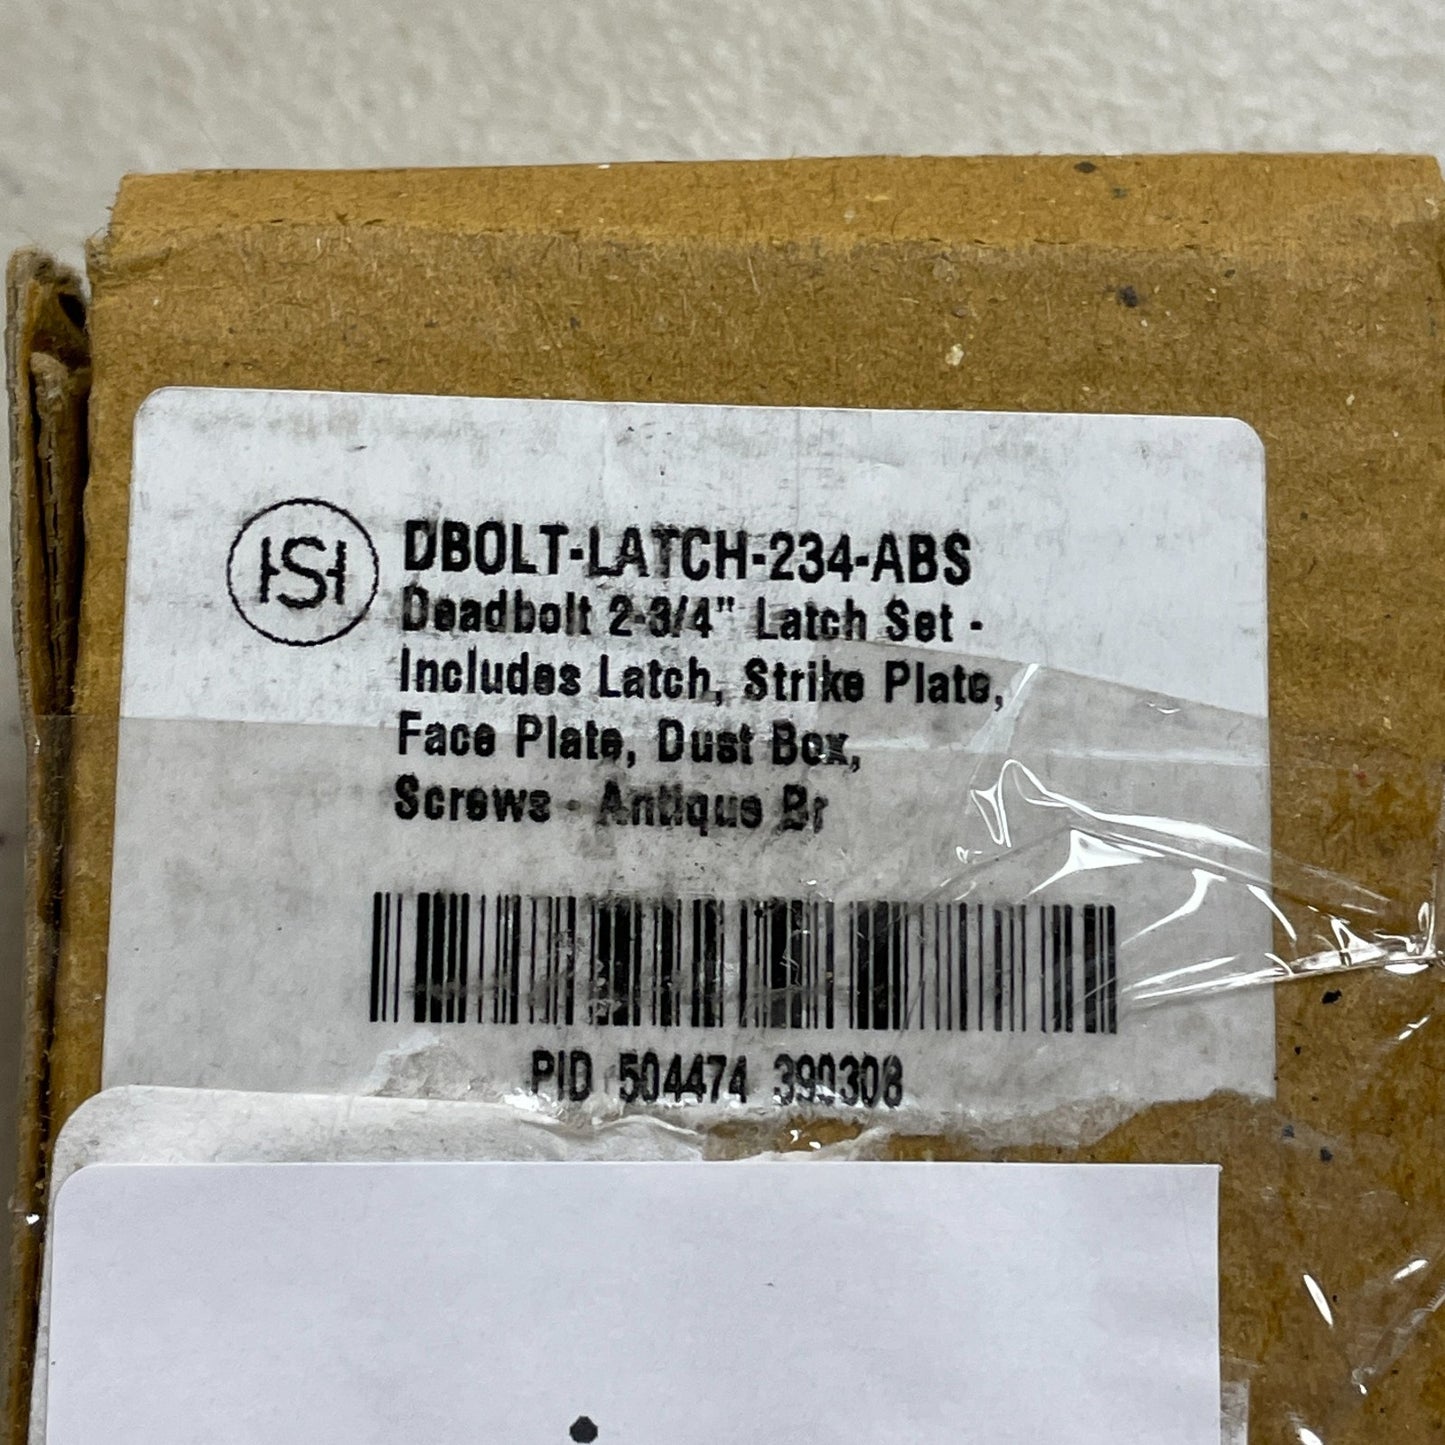 HS
DBOLT-LATCH-234-ABS
Deadbolt 2-3/4" Latch Set -
Includes Latch, Strike Plate,
Face Plate, Dust Box,
Screws - Antique Br
PID 504474 390308